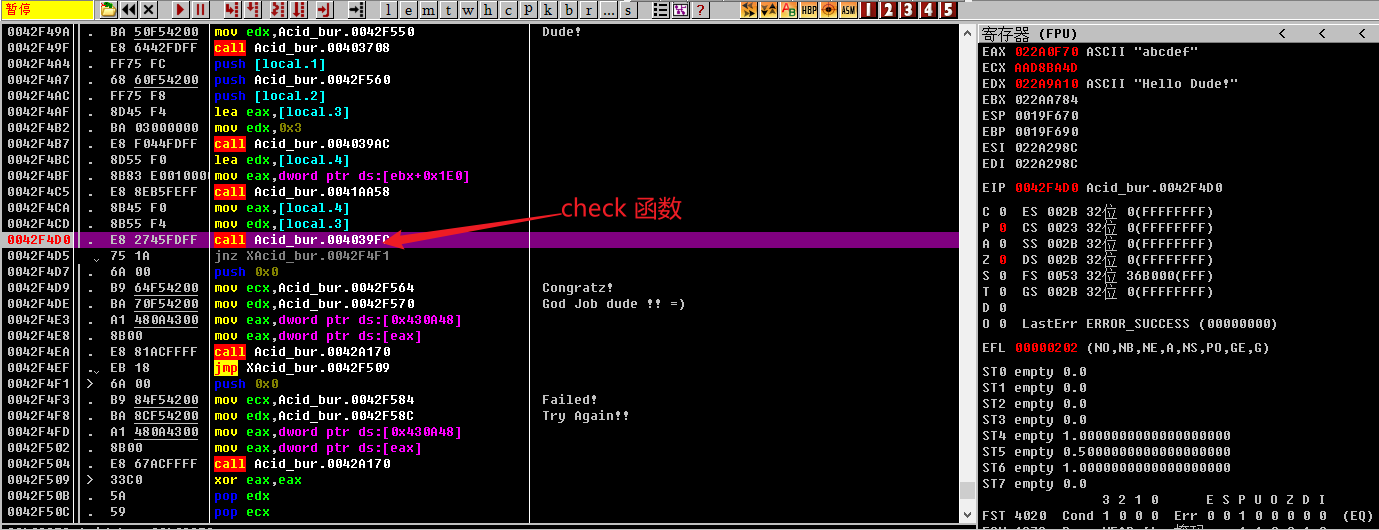 暂停 l e m t w h c p k b r ... s ? HBP ASM 1 2 3 4 5
0042F49A . BA 50F54200 mov edx,Acid_bur.0042F550 Dude!
0042F49F . E8 6442FDFF call Acid_bur.00403708
0042F4A4 . FF75 FC push [local.1]
0042F4A7 . 68 60F54200 push Acid_bur.0042F560
0042F4AC . FF75 F8 push [local.2]
0042F4AF . 8D45 F4 lea eax,[local.3]
0042F4B2 . BA 03000000 mov edx,0x3
0042F4B7 . E8 F044FDFF call Acid_bur.004039AC
0042F4BC . 8D55 F0 lea edx,[local.4]
0042F4BF . 8B83 E0010000 mov eax,dword ptr ds:[ebx+0x1E0]
0042F4C5 . E8 8EB5FEFF call Acid_bur.0041AA58
0042F4CA . 8B45 F0 mov eax,[local.4]
0042F4CD . 8B55 F4 mov edx,[local.3]
check 函数
0042F4D0 . E8 2745FDFF call Acid_bur.004039FC
0042F4D5 . 75 1A jnz XAcid_bur.0042F4F1
0042F4D7 . 6A 00 push 0x0
0042F4D9 . B9 64F54200 mov ecx,Acid_bur.0042F564 Congratz!
0042F4DE . BA 70F54200 mov edx,Acid_bur.0042F570 God Job dude !! =)
0042F4E3 . A1 480A4300 mov eax,dword ptr ds:[0x430A48]
0042F4E8 . 8B00 mov eax,dword ptr ds:[eax]
0042F4EA . E8 81ACFFFF call Acid_bur.0042A170
0042F4EF . EB 18 jmp XAcid_bur.0042F509
0042F4F1 > 6A 00 push 0x0
0042F4F3 . B9 84F54200 mov ecx,Acid_bur.0042F584 Failed!
0042F4F8 . BA 8CF54200 mov edx,Acid_bur.0042F58C Try Again!!
0042F4FD . A1 480A4300 mov eax,dword ptr ds:[0x430A48]
0042F502 . 8B00 mov eax,dword ptr ds:[eax]
0042F504 . E8 67ACFFFF call Acid_bur.0042A170
0042F509 > 33C0 xor eax,eax
0042F50B . 5A pop edx
0042F50C . 59 pop ecx
寄存器 (FPU) < < <
EAX 022A0F70 ASCII "abcdef"
ECX AAD8BA4D
EDX 022A9A10 ASCII "Hello Dude!"
EBX 022AA784
ESP 0019F670
EBP 0019F690
ESI 022A298C
EDI 022A298C
EIP 0042F4D0 Acid_bur.0042F4D0
C 0 ES 002B 32位 0(FFFFFFFF)
P 0 CS 0023 32位 0(FFFFFFFF)
A 0 SS 002B 32位 0(FFFFFFFF)
Z 0 DS 002B 32位 0(FFFFFFFF)
S 0 FS 0053 32位 36B000(FFF)
T 0 GS 002B 32位 0(FFFFFFFF)
D 0
O 0 LastErr ERROR_SUCCESS (00000000)
EFL 00000202 (NO,NB,NE,A,NS,PO,GE,G)
ST0 empty 0.0
ST1 empty 0.0
ST2 empty 0.0
ST3 empty 0.0
ST4 empty 1.0000000000000000000
ST5 empty 0.5000000000000000000
ST6 empty 1.0000000000000000000
ST7 empty 0.0
3 2 1 0 E S P U O Z D I
FST 4020 Cond 1 0 0 0 Err 0 0 1 0 0 0 0 0 (EQ)